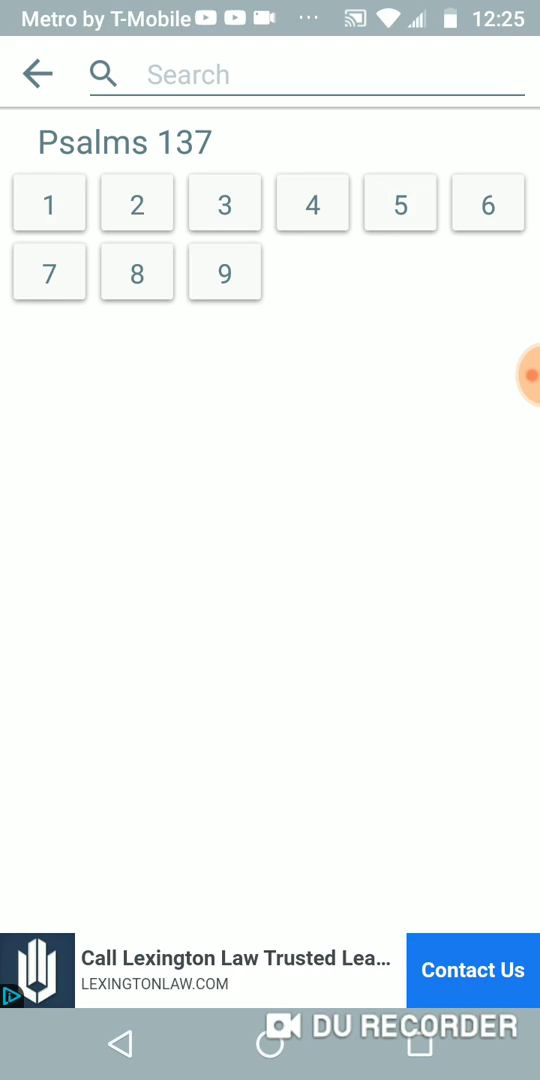 Metro by T-Mobile ··· 12:25
Search
Psalms 137
1 2 3 4 5 6
7 8 9
Call Lexington Law Trusted Lea...
LEXINGTONLAW.COM
Contact Us
DU RECORDER